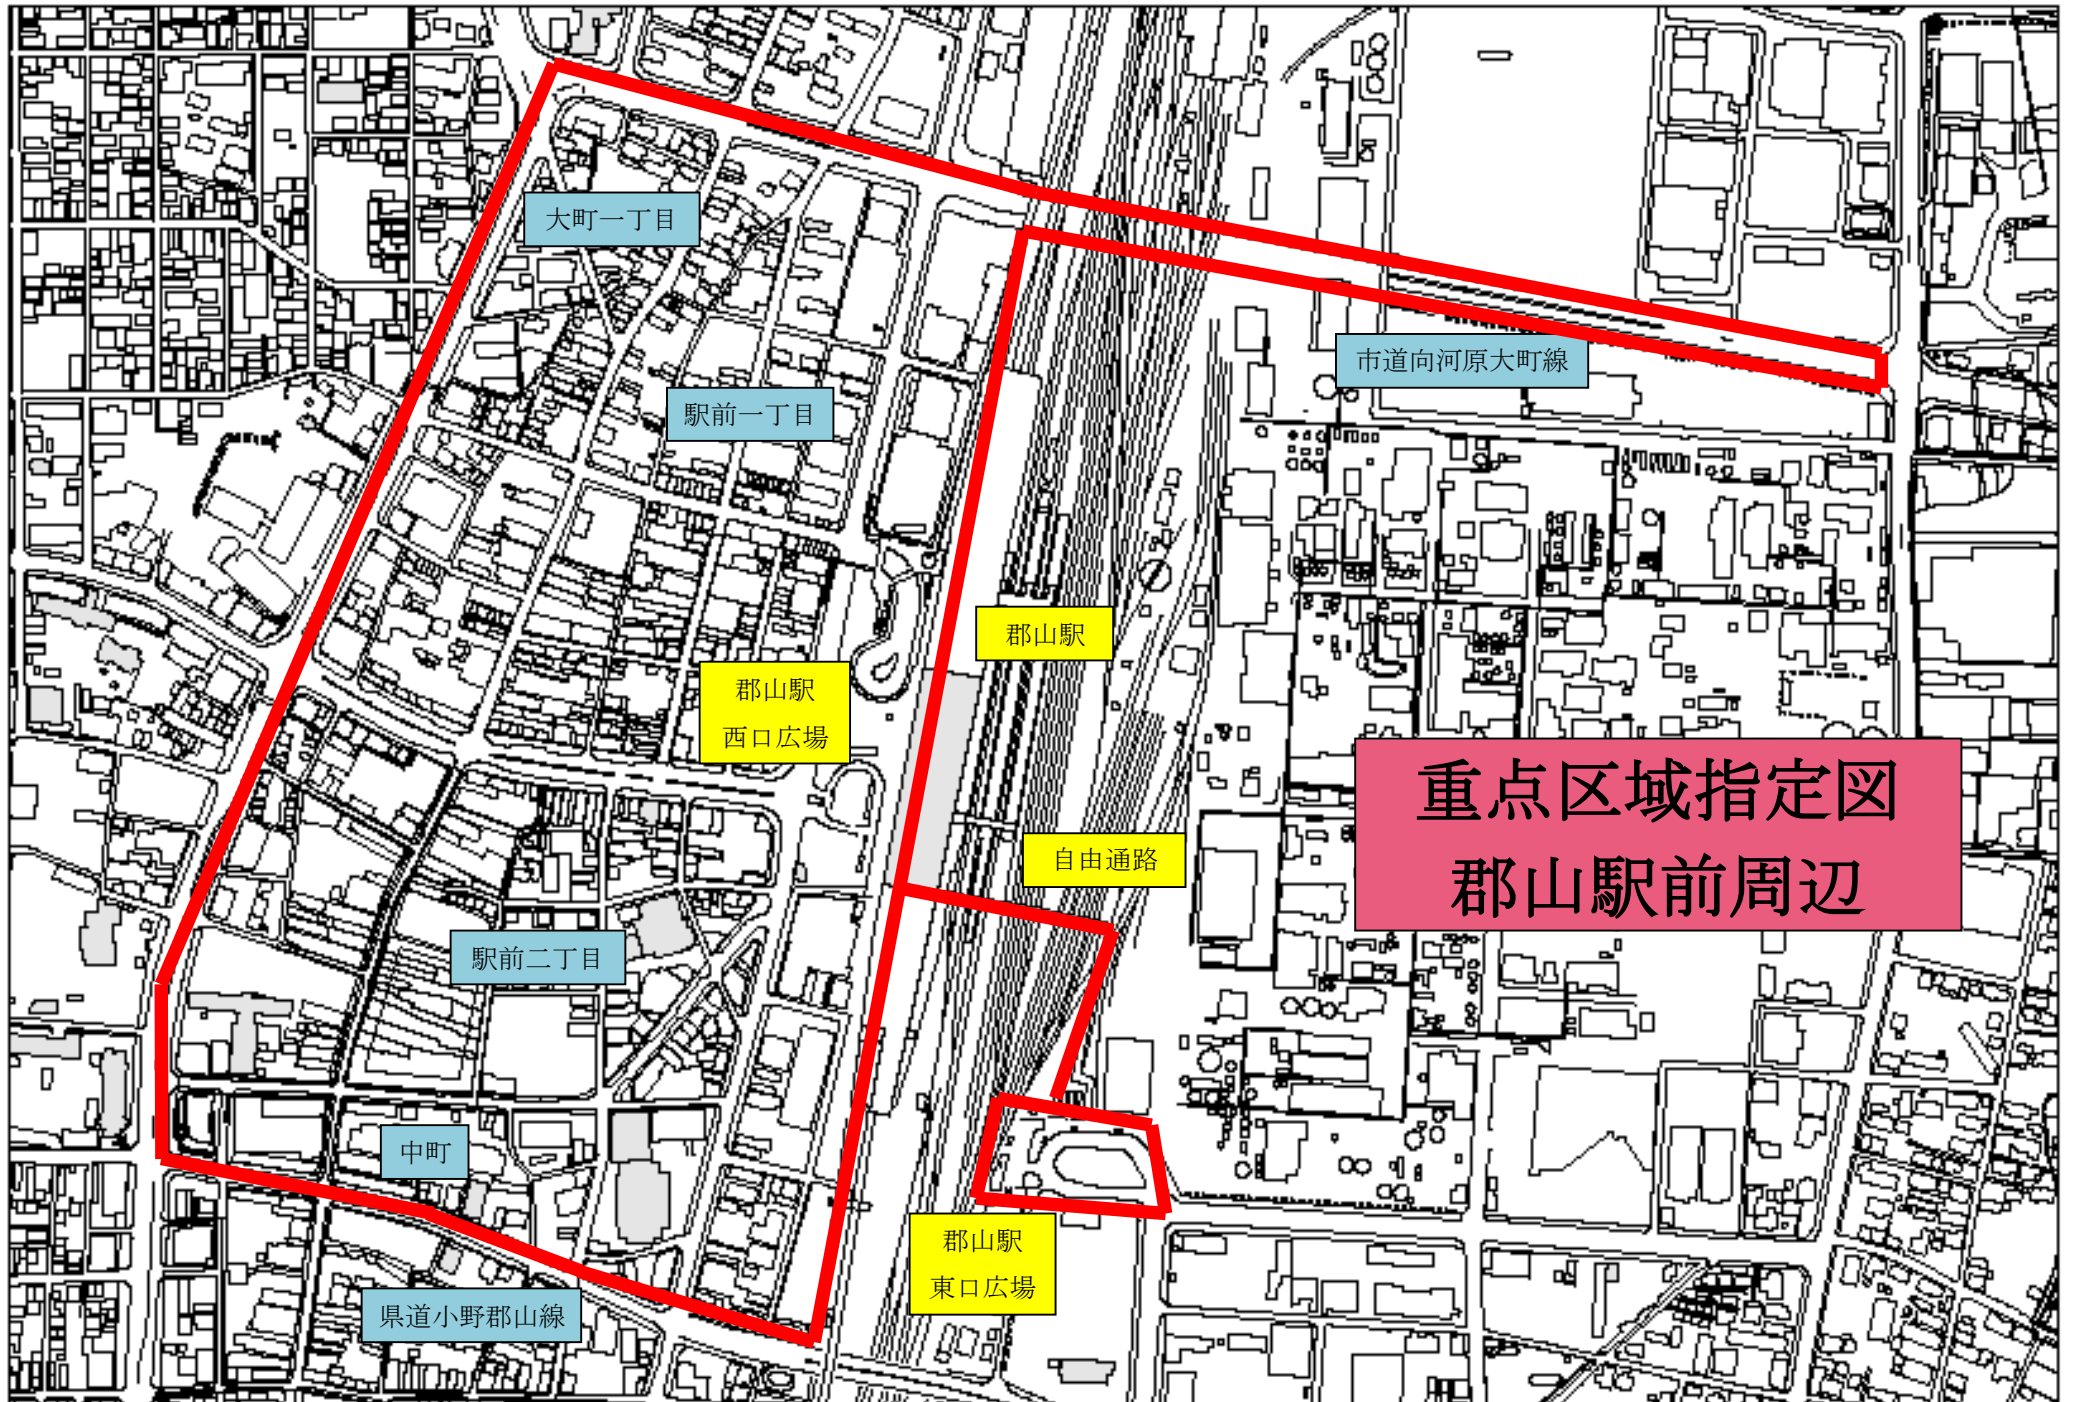 大町一丁目
市道向河原大町線
駅前一丁目
郡山駅
郡山駅
西口広場
重点区域指定図
郡山駅前周辺
自由通路
駅前二丁目
中町
郡山駅
東口広場
県道小野郡山線